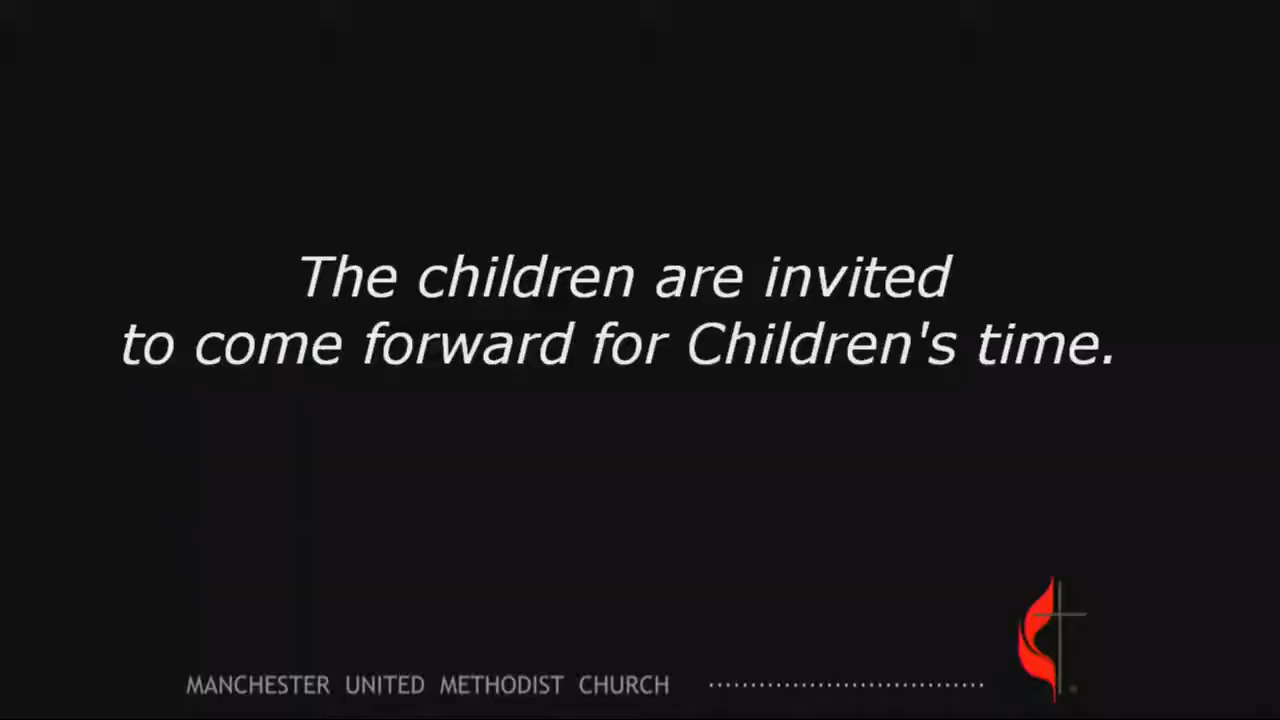 The children are invited
to come forward for Children's time.
MANCHESTER UNITED METHODIST CHURCH